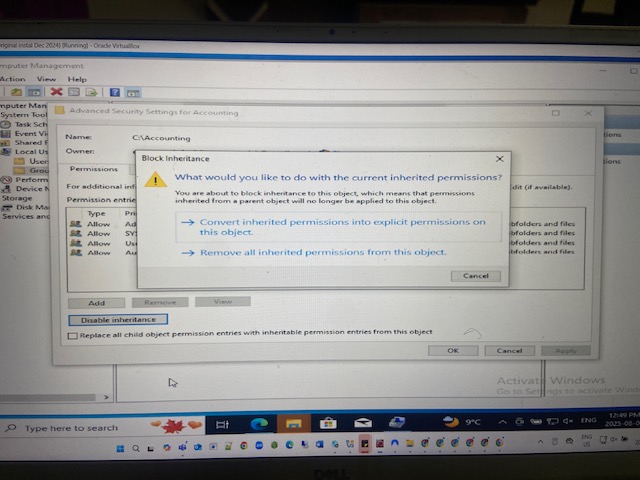 riginal instal Dec 2024) [Running] - Oracle VirtualBox
mputer Management
Action View Help
mputer Man
System Tool
Task Sch
Event Vi
Shared F
Local Us
User
Grou
Perform
Device N
Storage
Disk Ma
Services and
Advanced Security Settings for Accounting
Name: C:\Accounting
Owner:
Permissions
For additional inf
dit (if available).
Permission entrie
Type Pri
Allow Ad
bfolders and files
Allow SYS
bfolders and files
Allow Use
bfolders and files
Allow Au
bfolders and files
Block Inheritance
What would you like to do with the current inherited permissions?
You are about to block inheritance to this object, which means that permissions
inherited from a parent object will no longer be applied to this object.
Convert inherited permissions into explicit permissions on
this object.
Remove all inherited permissions from this object.
Cancel
Add Remove View
Disable inheritance
Replace all child object permission entries with inheritable permission entries from this object
OK Cancel Apply
tions
Activate Windows
Go to Settings to activate Wind
Type here to search
9°C
ENG
12:49 PM
ENG
DELL